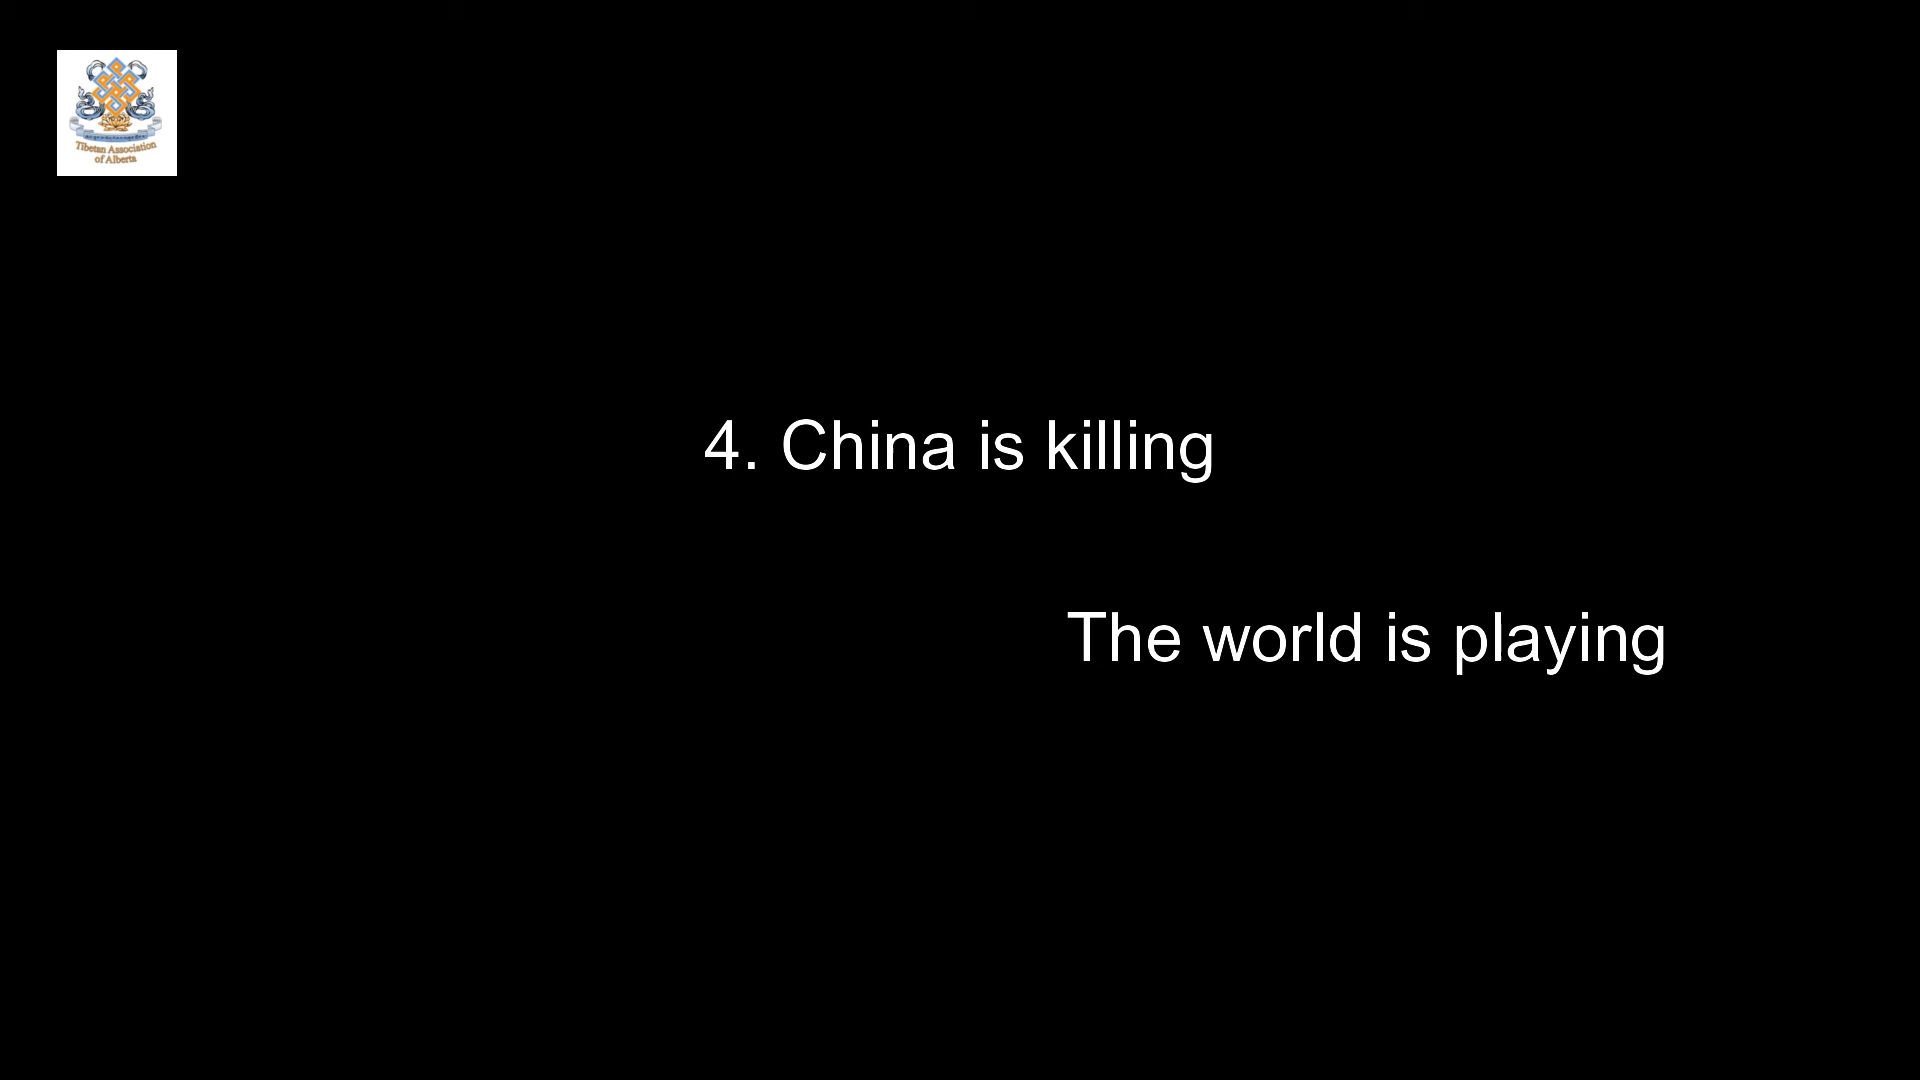 Tibetan Association
of Alberta
4. China is killing
The world is playing